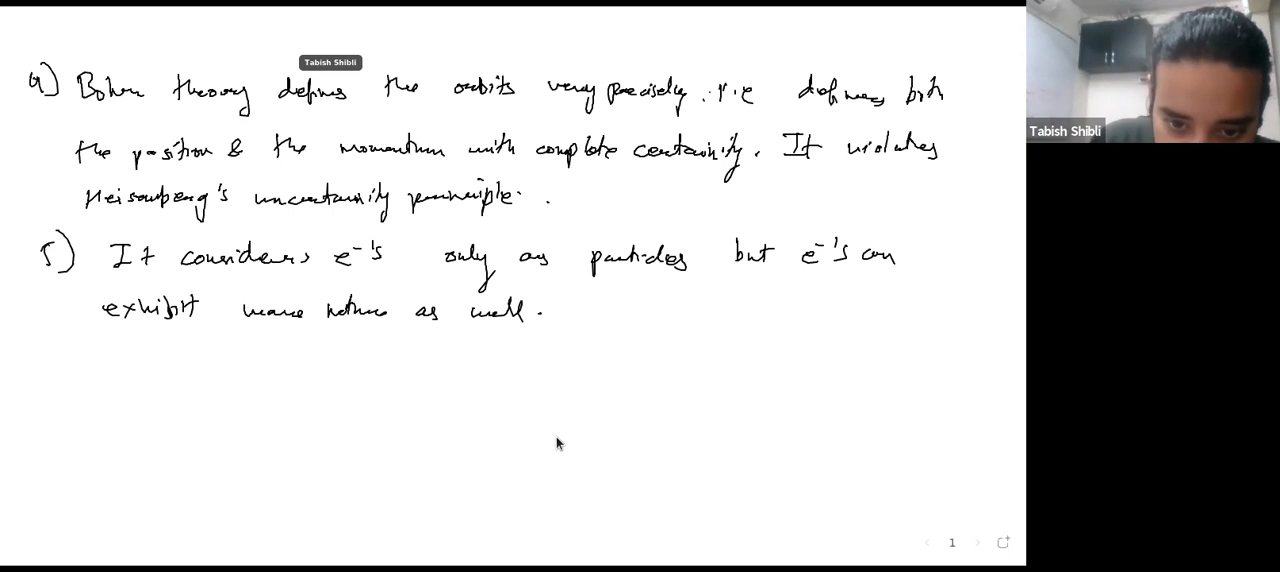 Tabish Shibli
4) Bohr theory defines the orbits very precisely. i.e defines both
the position & the momentum with complete certainity. It violates
Heisenberg's uncertainity principle.
5) It considers e⁻'s only as particles but e⁻'s can
exhibit wave nature as well.
Tabish Shibli
1